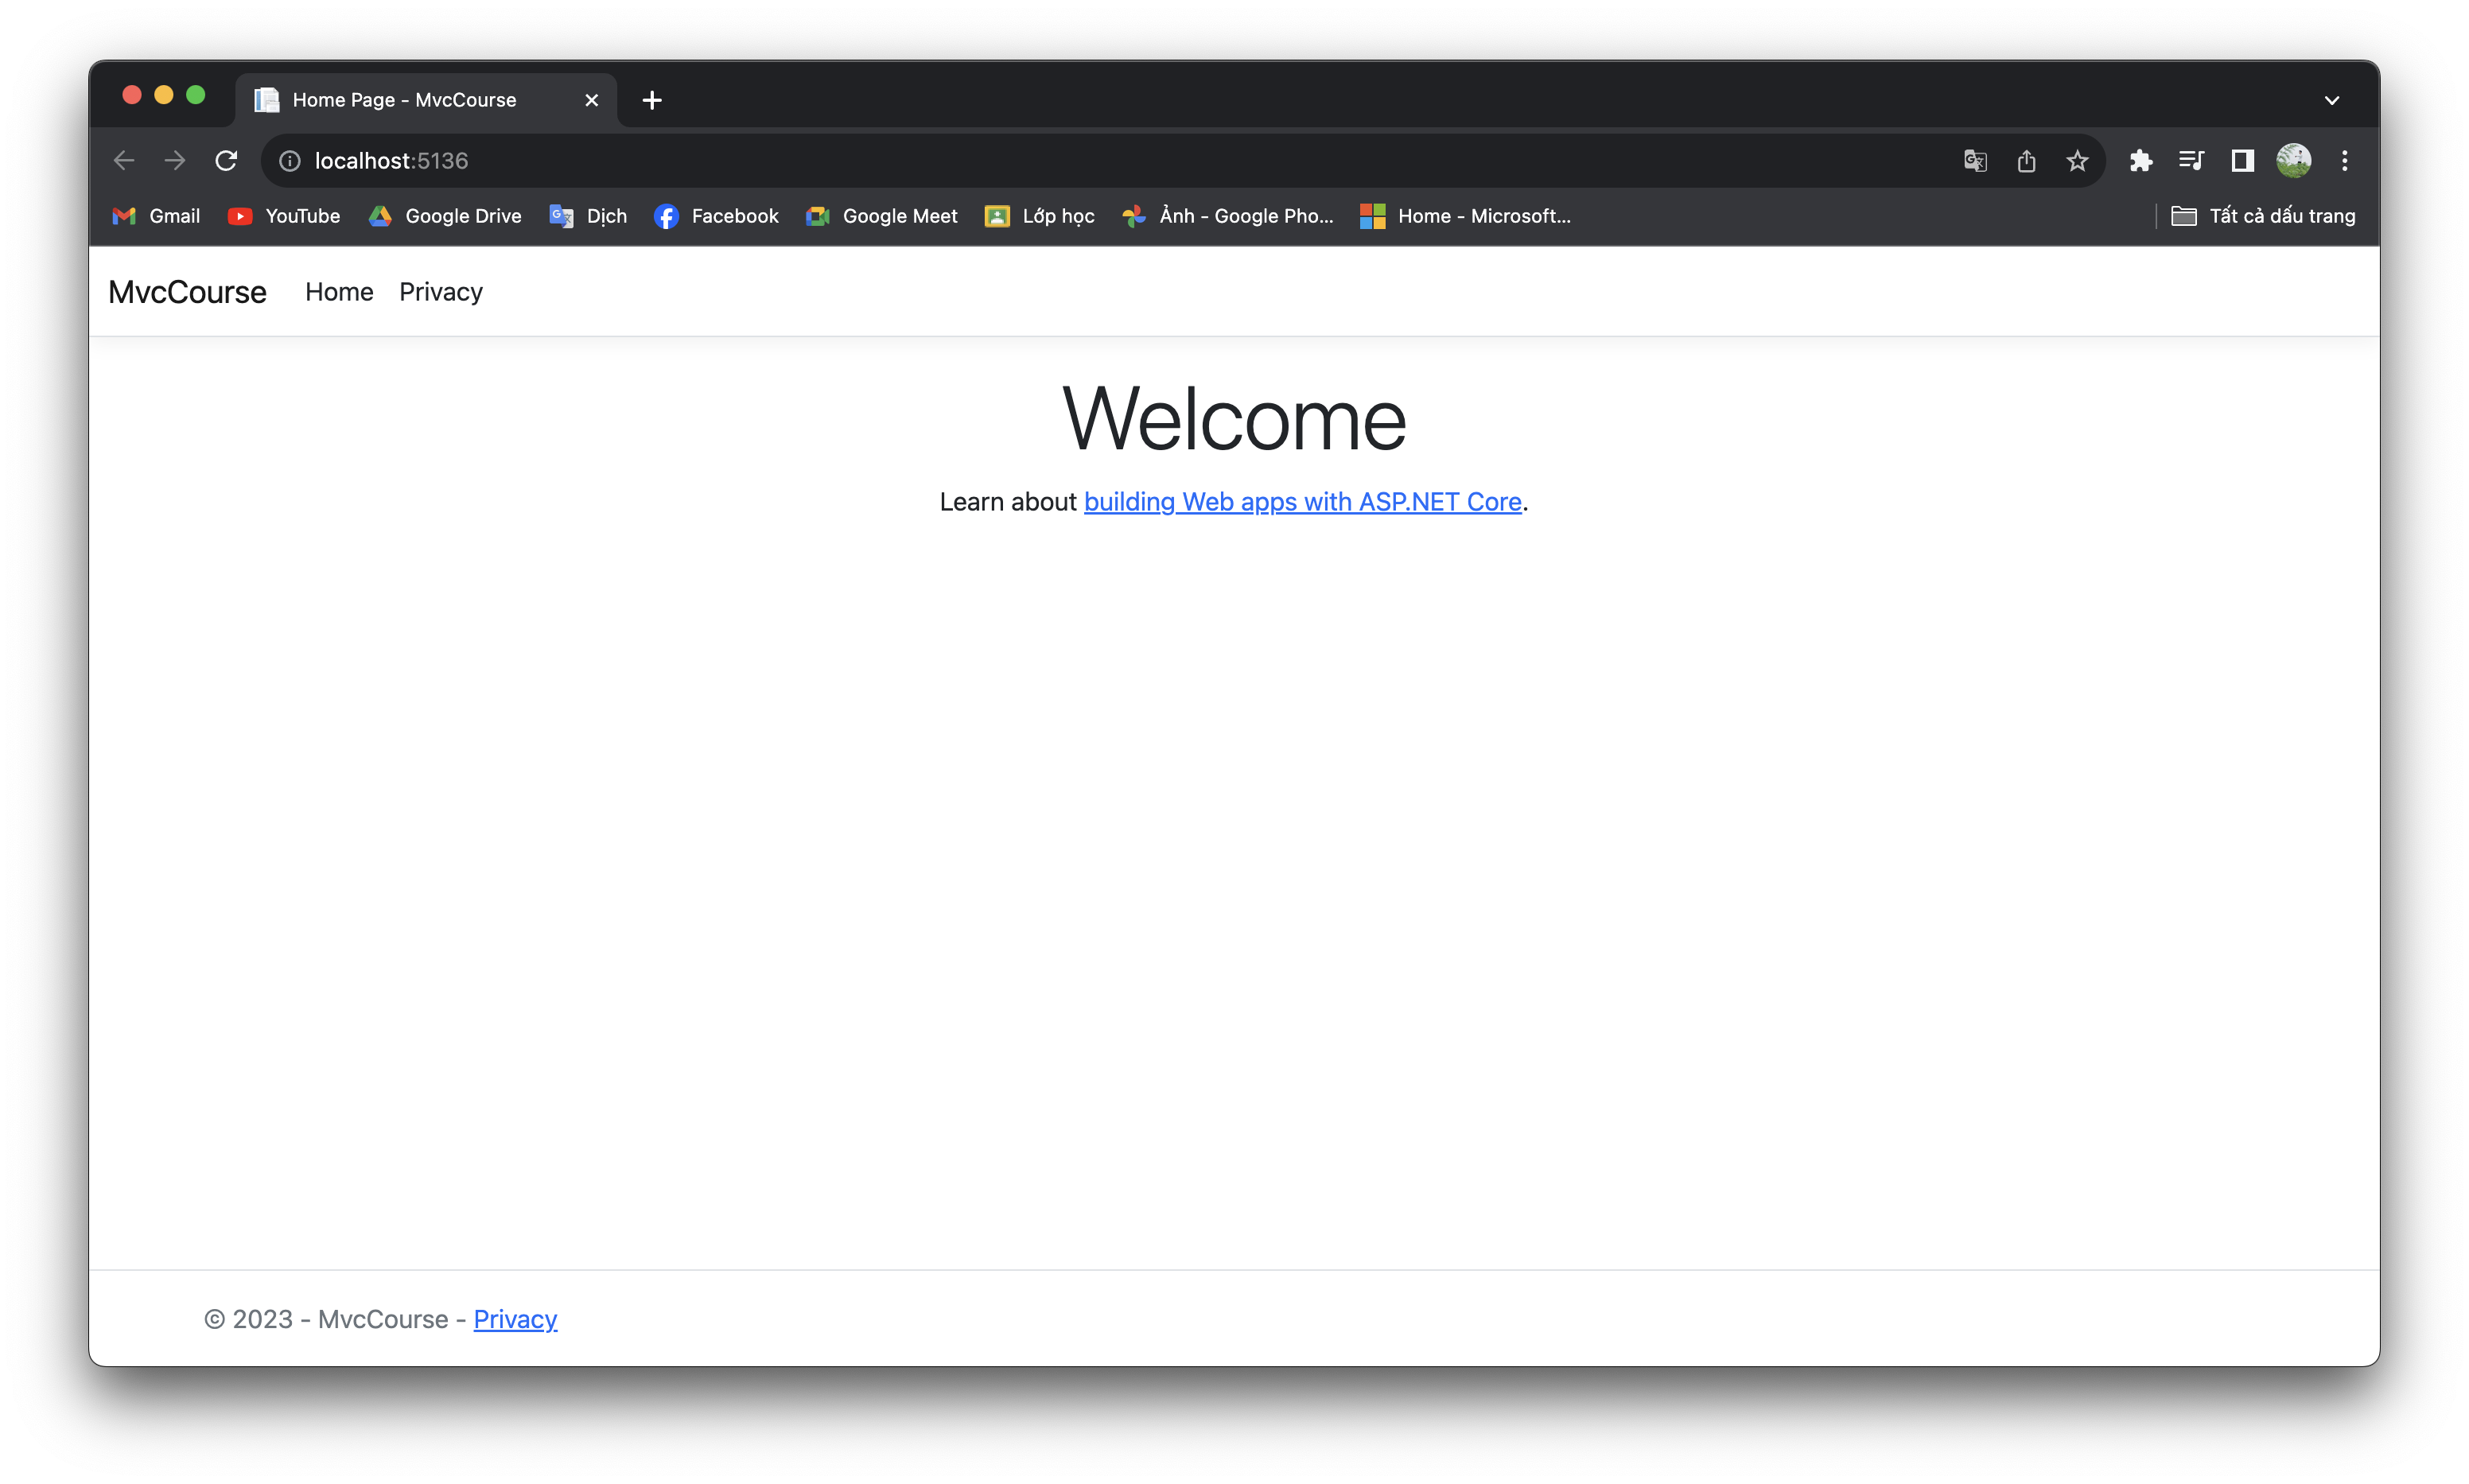 Home Page - MvcCourse
localhost:5136
Gmail YouTube Google Drive Dịch Facebook Google Meet Lớp học Ảnh - Google Pho... Home - Microsoft... Tất cả dấu trang
MvcCourse Home Privacy
Welcome
Learn about building Web apps with ASP.NET Core.
© 2023 - MvcCourse - Privacy